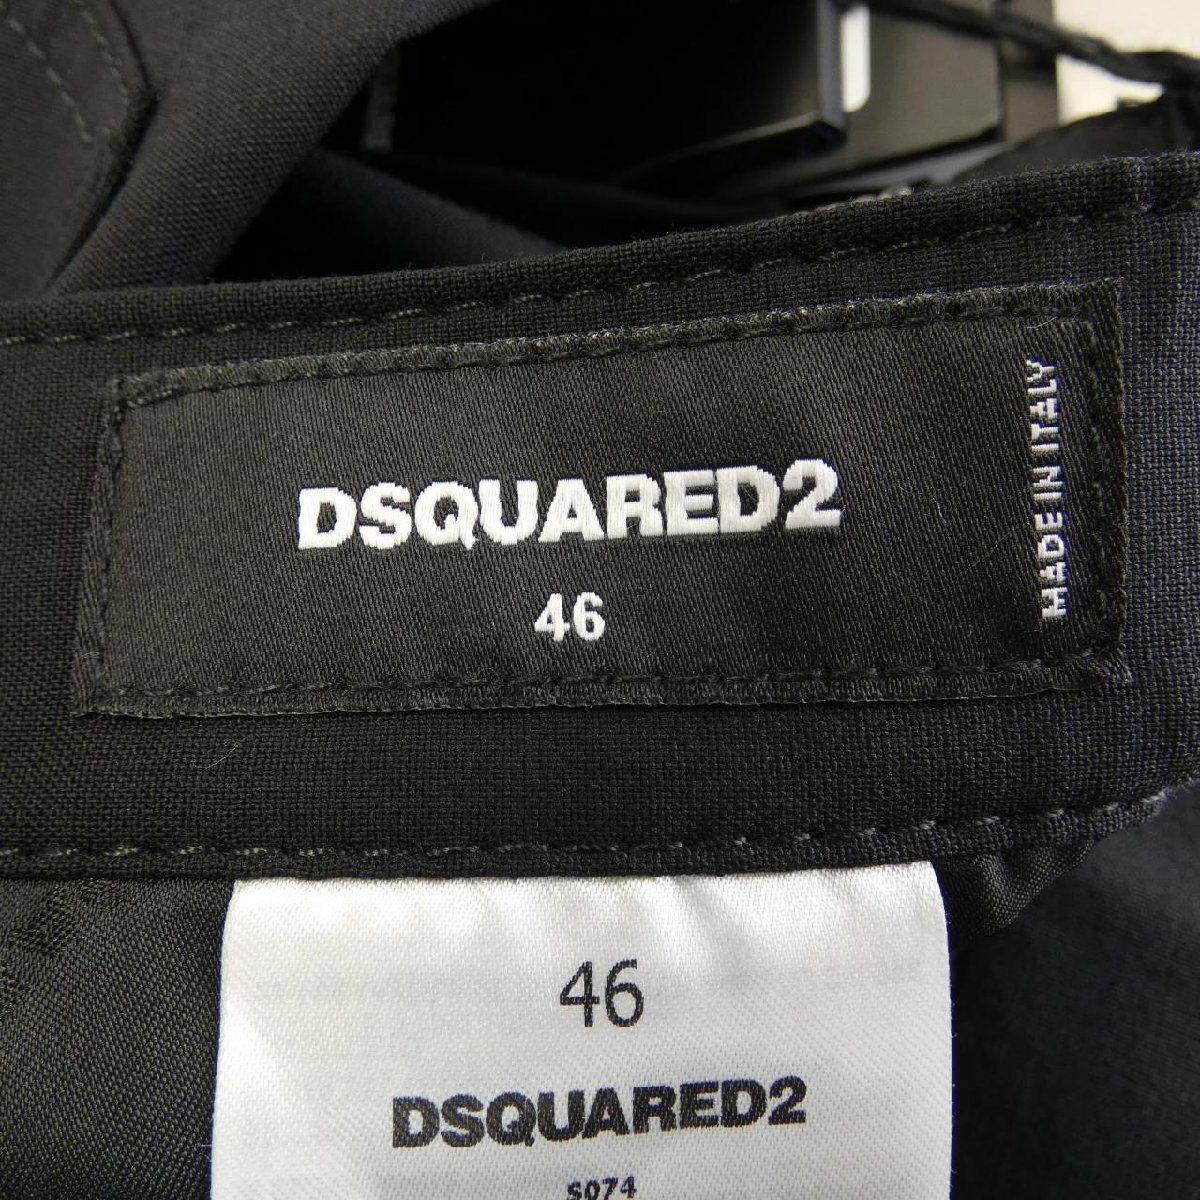 DSQUARED2
46
MADE IN ITALY
46
DSQUARED2
S074